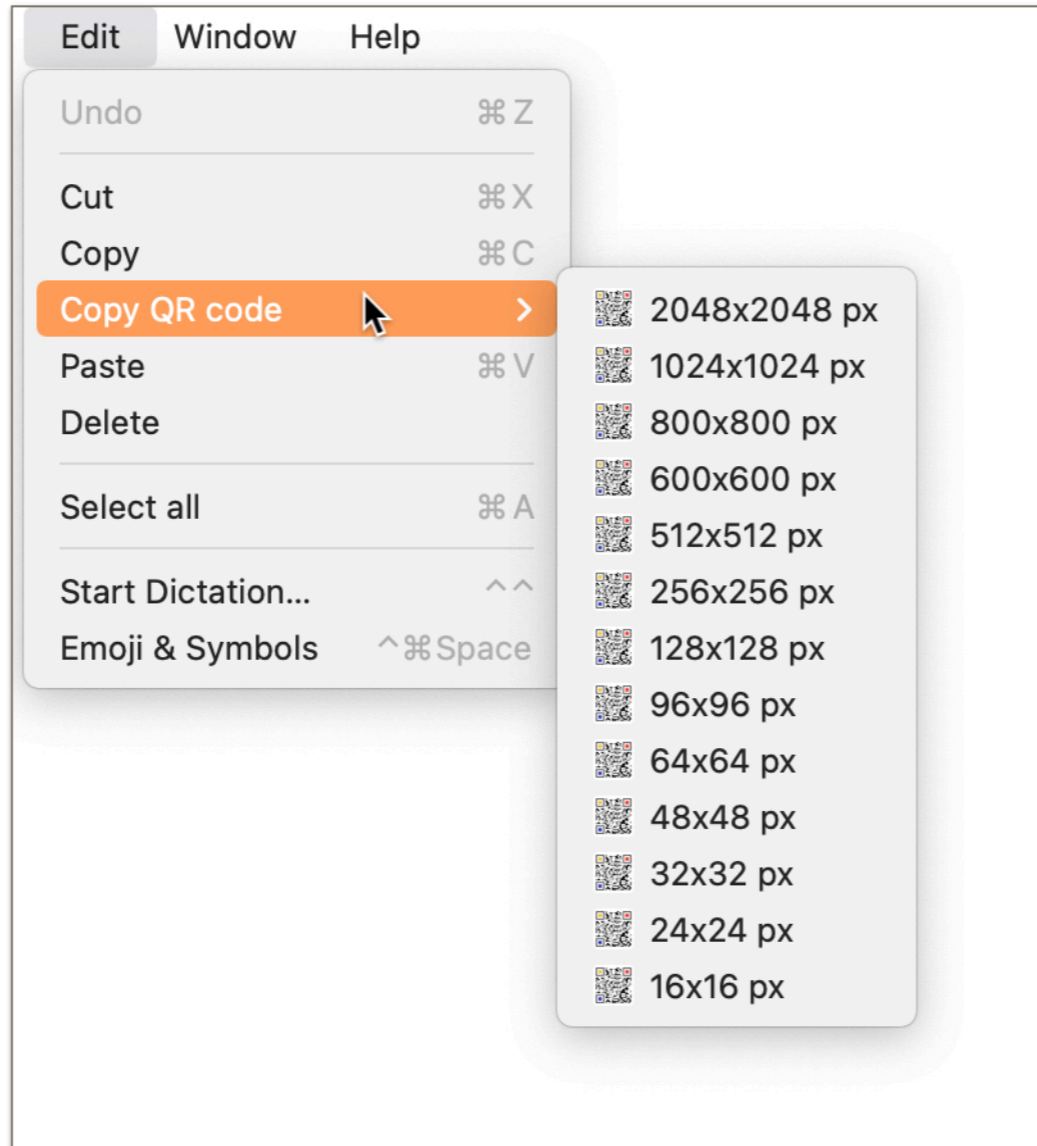 Edit Window Help
Undo ⌘Z
Cut ⌘X
Copy ⌘C
Copy QR code
Paste ⌘V
Delete
Select all ⌘A
Start Dictation... ^^
Emoji & Symbols ^⌘Space
2048x2048 px
1024x1024 px
800x800 px
600x600 px
512x512 px
256x256 px
128x128 px
96x96 px
64x64 px
48x48 px
32x32 px
24x24 px
16x16 px